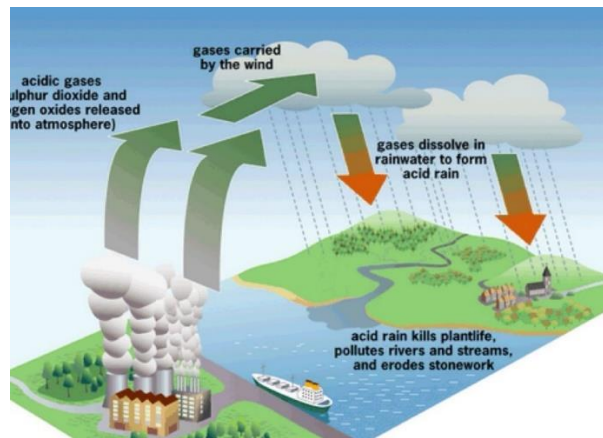 acidic gases
ulphur dioxide and
ogen oxides released
nto atmosphere)
gases carried
by the wind
gases dissolve in
rainwater to form
acid rain
acid rain kills plantlife,
pollutes rivers and streams,
and erodes stonework